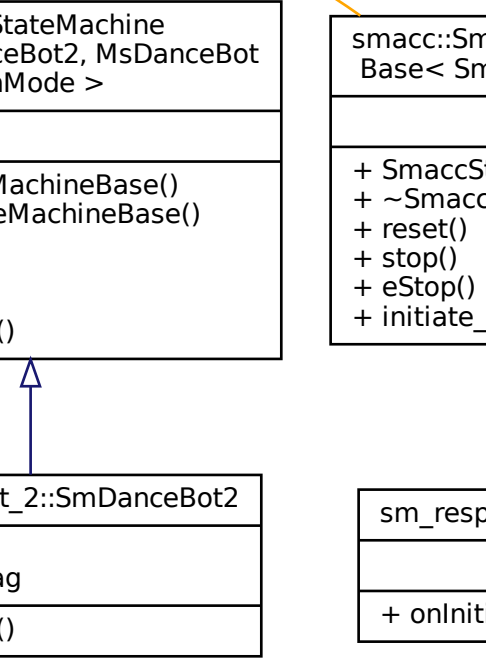 StateMachine
ceBot2, MsDanceBot
nMode >
MachineBase()
eMachineBase()
()
t_2::SmDanceBot2
ag
()
smacc::Sm
Base< Sm
+ SmaccSt
+ ~Smacc
+ reset()
+ stop()
+ eStop()
+ initiate_
sm_resp
+ onIniti